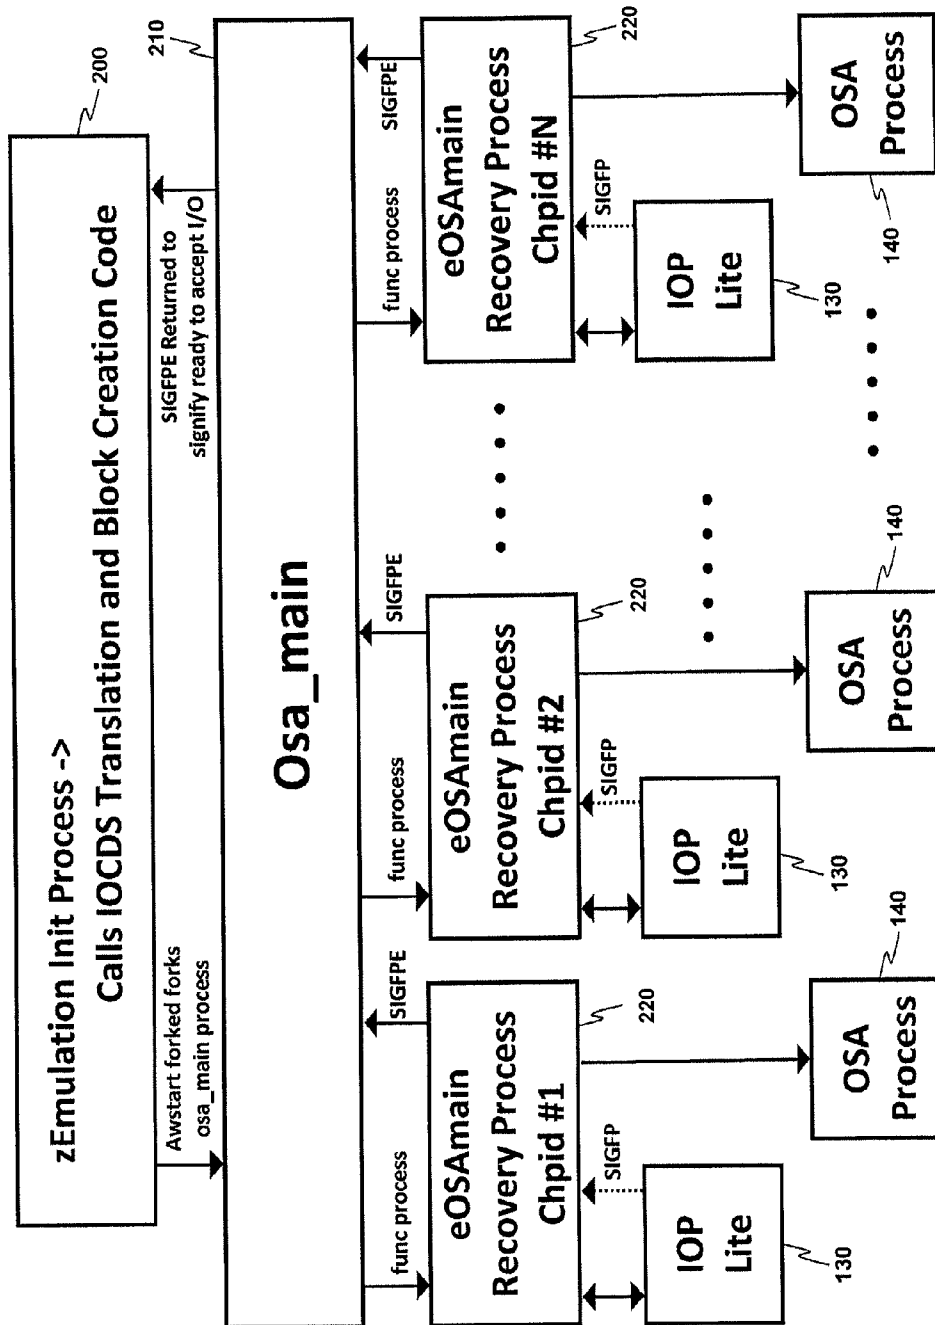 zEmulation Init Process ->
Calls IOCDS Translation and Block Creation Code
200
Awstart forked forks
osa_main process
SIGFPE Returned to
signify ready to accept I/O
210
Osa_main
func process
SIGFPE
func process
SIGFPE
func process
SIGFPE
eOSAmain
Recovery Process
Chpid #1
220
eOSAmain
Recovery Process
Chpid #2
220
eOSAmain
Recovery Process
Chpid #N
220
SIGFP
SIGFP
SIGFP
IOP
Lite
130
IOP
Lite
130
IOP
Lite
130
OSA
Process
140
OSA
Process
140
OSA
Process
140